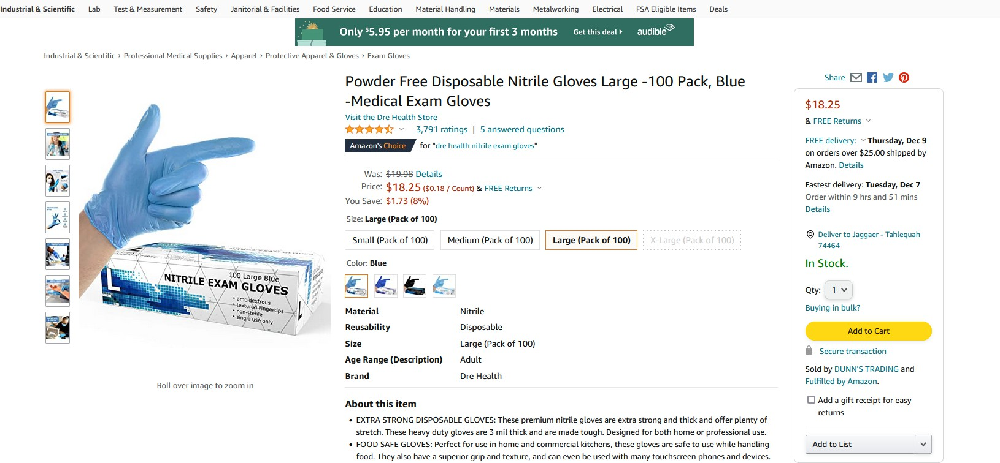 Industrial & Scientific Lab Test & Measurement Safety Janitorial & Facilities Food Service Education Material Handling Materials Metalworking Electrical FSA Eligible Items Deals
Only $5.95 per month for your first 3 months Get this deal audible
Industrial & Scientific › Professional Medical Supplies › Apparel › Protective Apparel & Gloves › Exam Gloves
Powder Free Disposable Nitrile Gloves Large -100 Pack, Blue
-Medical Exam Gloves
Visit the Dre Health Store
3,791 ratings | 5 answered questions
Amazon's Choice for "dre health nitrile exam gloves"
Was: $19.98 Details
Price: $18.25 ($0.18 / Count) & FREE Returns
You Save: $1.73 (8%)
Size: Large (Pack of 100)
Small (Pack of 100) Medium (Pack of 100) Large (Pack of 100) X-Large (Pack of 100)
Color: Blue
Material Nitrile
Reusability Disposable
Size Large (Pack of 100)
Age Range (Description) Adult
Brand Dre Health
About this item
• EXTRA STRONG DISPOSABLE GLOVES: These premium nitrile gloves are extra strong and thick and offer plenty of
stretch. These heavy duty gloves are 3 mil thick and are made tough. Designed for both home or professional use.
• FOOD SAFE GLOVES: Perfect for use in home and commercial kitchens, these gloves are safe to use while handling
food. They also have a superior grip and texture, and can even be used with many touchscreen phones and devices.
L
100 Large Blue
NITRILE EXAM GLOVES
• ambidextrous
• textured Fingertips
• non-sterile
• single use only
Roll over image to zoom in
Share
$18.25
& FREE Returns
FREE delivery: Thursday, Dec 9
on orders over $25.00 shipped by
Amazon. Details
Fastest delivery: Tuesday, Dec 7
Order within 9 hrs and 51 mins
Details
Deliver to Jaggaer - Tahlequah
74464
In Stock.
Qty: 1
Buying in bulk?
Add to Cart
Secure transaction
Sold by DUNN'S TRADING and
Fulfilled by Amazon.
Add a gift receipt for easy
returns
Add to List